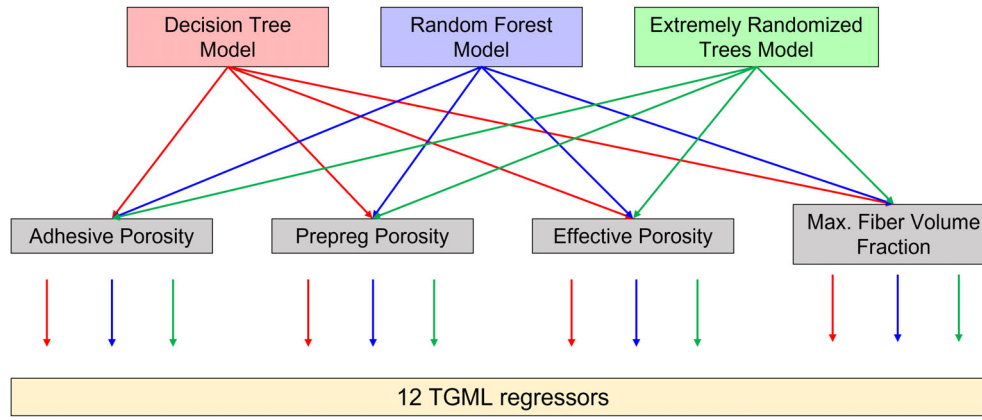 Decision Tree
Model
Random Forest
Model
Extremely Randomized
Trees Model
Adhesive Porosity
Prepreg Porosity
Effective Porosity
Max. Fiber Volume
Fraction
12 TGML regressors